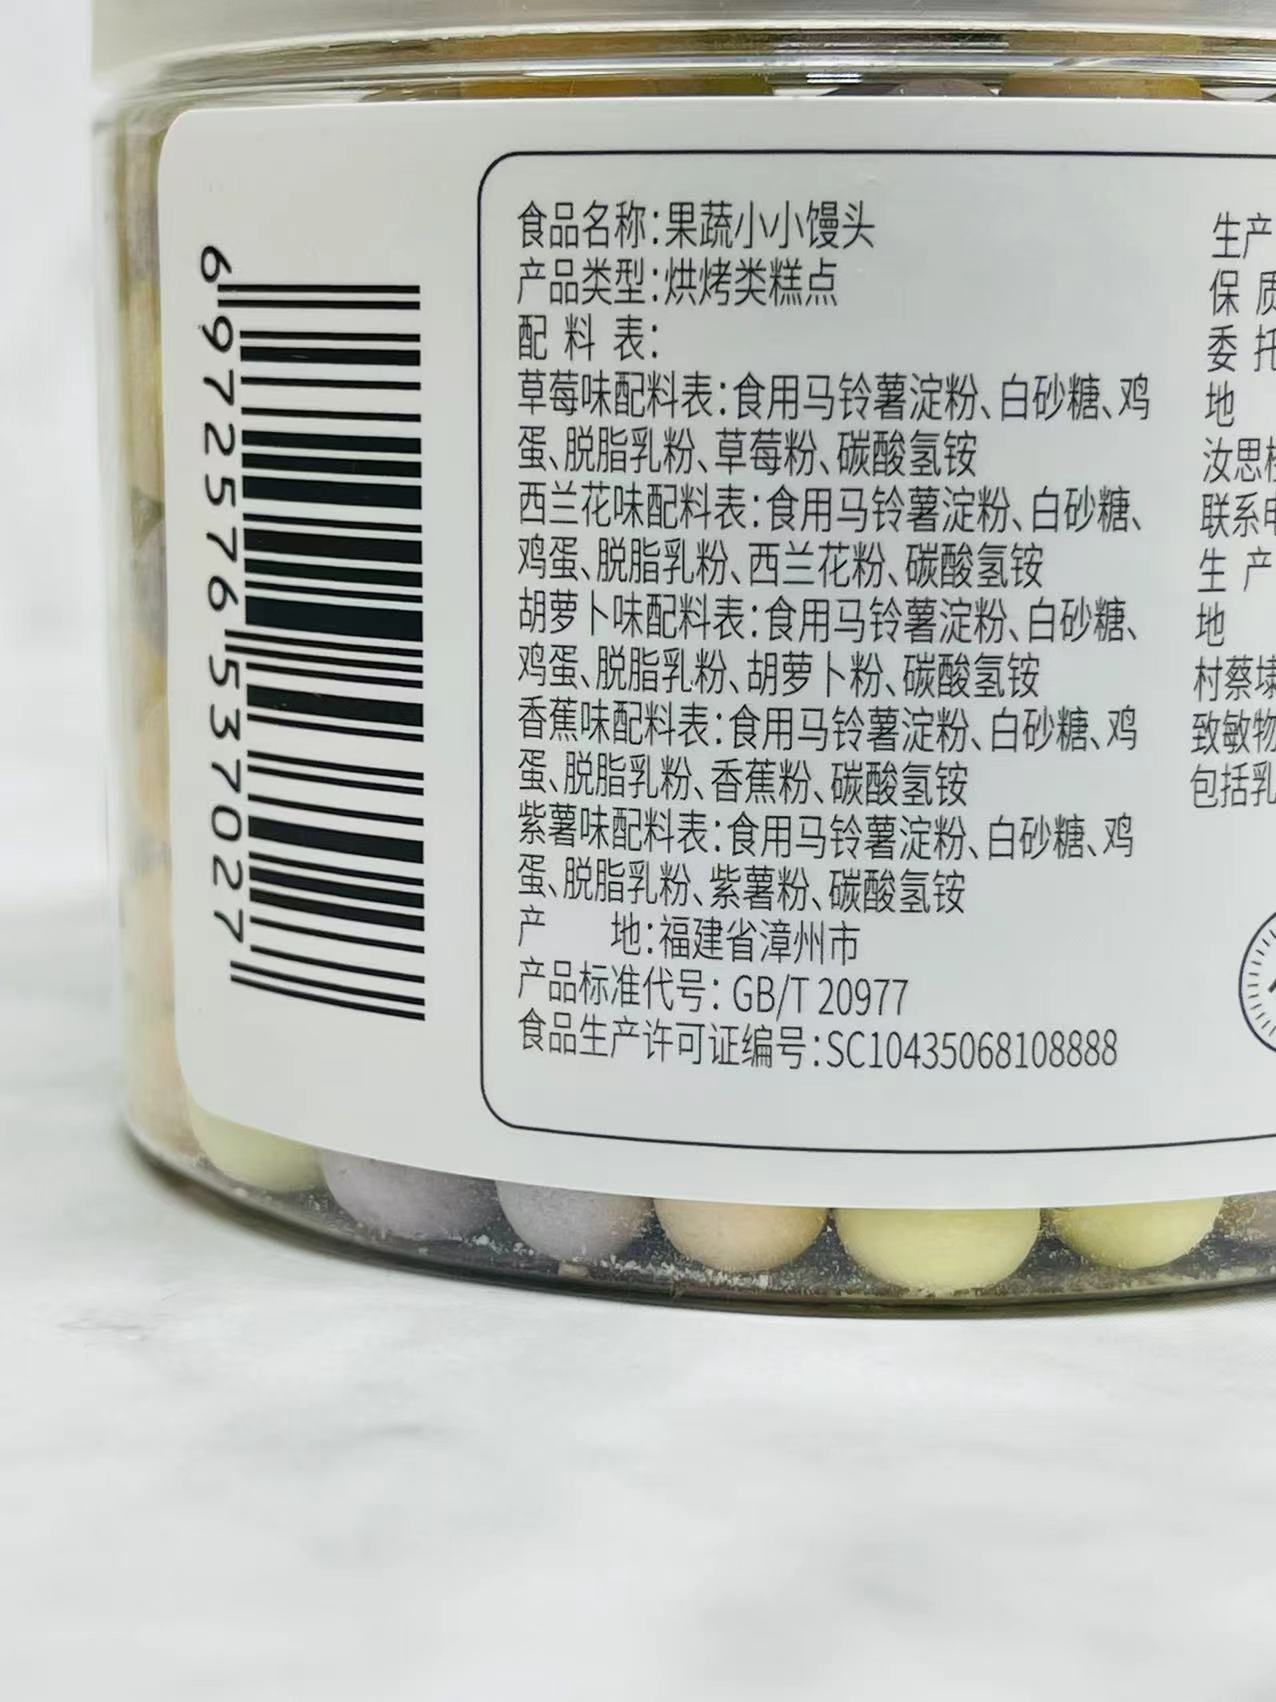 6972576537027
食品名称:果蔬小小馒头
产品类型:烘烤类糕点
配 料 表:
草莓味配料表:食用马铃薯淀粉、白砂糖、鸡
蛋、脱脂乳粉、草莓粉、碳酸氢铵
西兰花味配料表:食用马铃薯淀粉、白砂糖、
鸡蛋、脱脂乳粉、西兰花粉、碳酸氢铵
胡萝卜味配料表:食用马铃薯淀粉、白砂糖、
鸡蛋、脱脂乳粉、胡萝卜粉、碳酸氢铵
香蕉味配料表:食用马铃薯淀粉、白砂糖、鸡
蛋、脱脂乳粉、香蕉粉、碳酸氢铵
紫薯味配料表:食用马铃薯淀粉、白砂糖、鸡
蛋、脱脂乳粉、紫薯粉、碳酸氢铵
产 地:福建省漳州市
产品标准代号: GB/T 20977
食品生产许可证编号:SC10435068108888
生产
保 质
委 托
地
汝思
联系
生 产
地
村蔡
致敏物
包括乳